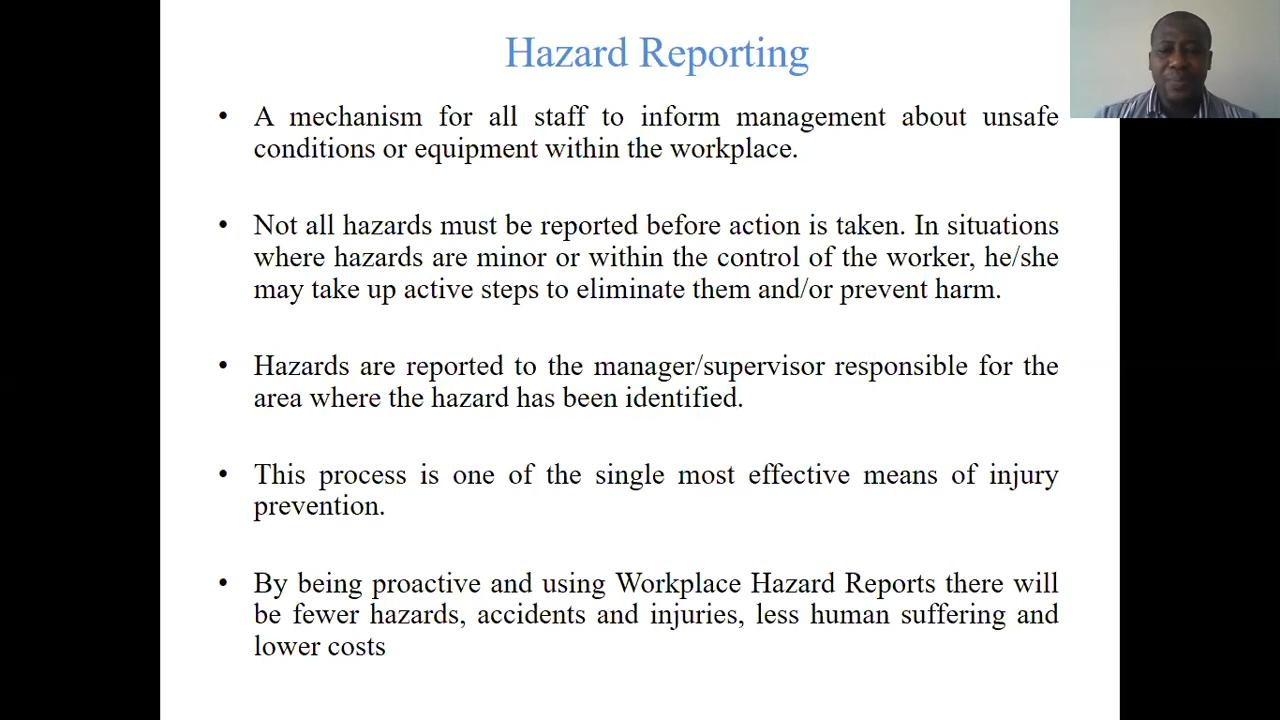 Hazard Reporting
• A mechanism for all staff to inform management about unsafe
conditions or equipment within the workplace.
• Not all hazards must be reported before action is taken. In situations
where hazards are minor or within the control of the worker, he/she
may take up active steps to eliminate them and/or prevent harm.
• Hazards are reported to the manager/supervisor responsible for the
area where the hazard has been identified.
• This process is one of the single most effective means of injury
prevention.
• By being proactive and using Workplace Hazard Reports there will
be fewer hazards, accidents and injuries, less human suffering and
lower costs